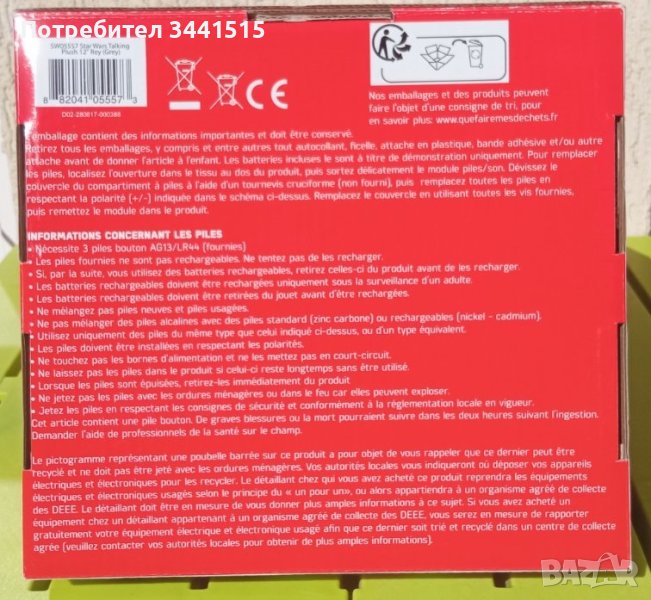 Потребител 3441515
SW05557 Star Wars Talking
Plush 12" Rey (Grey)
8 82041 05557 3
D02-280617-000388
CE
Nos emballages et des produits peuvent
faire l'objet d'une consigne de tri, pour
en savoir plus: www.quefairemesdechets.fr.
L'emballage contient des informations importantes et doit être conservé.
Retirez tous les emballages, y compris et entre autres tout autocollant, ficelle, attache en plastique, bande adhésive et/ou autre
attache avant de donner l'article à l'enfant. Les batteries incluses le sont à titre de démonstration uniquement. Pour remplacer
les piles, localisez l'ouverture dans le tissu au dos du produit, puis sortez délicatement le module piles/son. Dévissez le
couvercle du compartiment à piles à l'aide d'un tournevis cruciforme (non fourni), puis remplacez toutes les piles en
respectant la polarité (+/-) indiquée dans le schéma ci-dessus. Remplacez le couvercle en utilisant toutes les vis fournies,
puis remettez le module dans le produit.
INFORMATIONS CONCERNANT LES PILES
• Nécessite 3 piles bouton AG13/LR44 (fournies)
• Les piles fournies ne sont pas rechargeables. Ne tentez pas de les recharger.
• Si, par la suite, vous utilisez des batteries rechargeables, retirez celles-ci du produit avant de les recharger.
• Les batteries rechargeables doivent être rechargées uniquement sous la surveillance d'un adulte.
• Les batteries rechargeables doivent être retirées du jouet avant d'être rechargées.
• Ne mélangez pas piles neuves et piles usagées.
• Ne pas mélanger des piles alcalines avec des piles standard (zinc carbone) ou rechargeables (nickel - cadmium).
• Utilisez uniquement des piles du même type que celui indiqué ci-dessus, ou d'un type équivalent.
• Les piles doivent être installées en respectant les polarités.
• Ne touchez pas les bornes d'alimentation et ne les mettez pas en court-circuit.
• Ne laissez pas les piles dans le produit si celui-ci reste longtemps sans être utilisé.
• Lorsque les piles sont épuisées, retirez-les immédiatement du produit
• Ne jetez pas les piles avec les ordures ménagères ou dans le feu car elles peuvent exploser.
• Jetez les piles en respectant les consignes de sécurité et conformément à la réglementation locale en vigueur.
Cet article contient une pile bouton. De graves blessures ou la mort pourraient suivre dans les deux heures suivant l'ingestion.
Demander l'aide de professionnels de la santé sur le champ.
Le pictogramme représentant une poubelle barrée sur ce produit a pour objet de vous rappeler que ce dernier peut être
recyclé et ne doit pas être jeté avec les ordures ménagères. Vos autorités locales vous indiqueront où déposer vos appareils
électriques et électroniques pour les recycler. Le détaillant chez qui vous avez acheté ce produit reprendra les équipements
électriques et électroniques usagés selon le principe du « un pour un», ou alors appartiendra à un organisme agréé de collecte
des DEEE. Le détaillant doit être en mesure de vous donner plus amples informations à ce sujet. Si vous avez acheté un
équipement chez un détaillant appartenant à un organisme agréé de collecte des DEEE, vous serez en mesure de rapporter
gratuitement votre équipement électrique et électronique usagé afin que ce dernier soit trié et recyclé dans un centre de collecte
agréé (veuillez contacter vos autorités locales pour obtenir de plus amples informations).
BAZAR